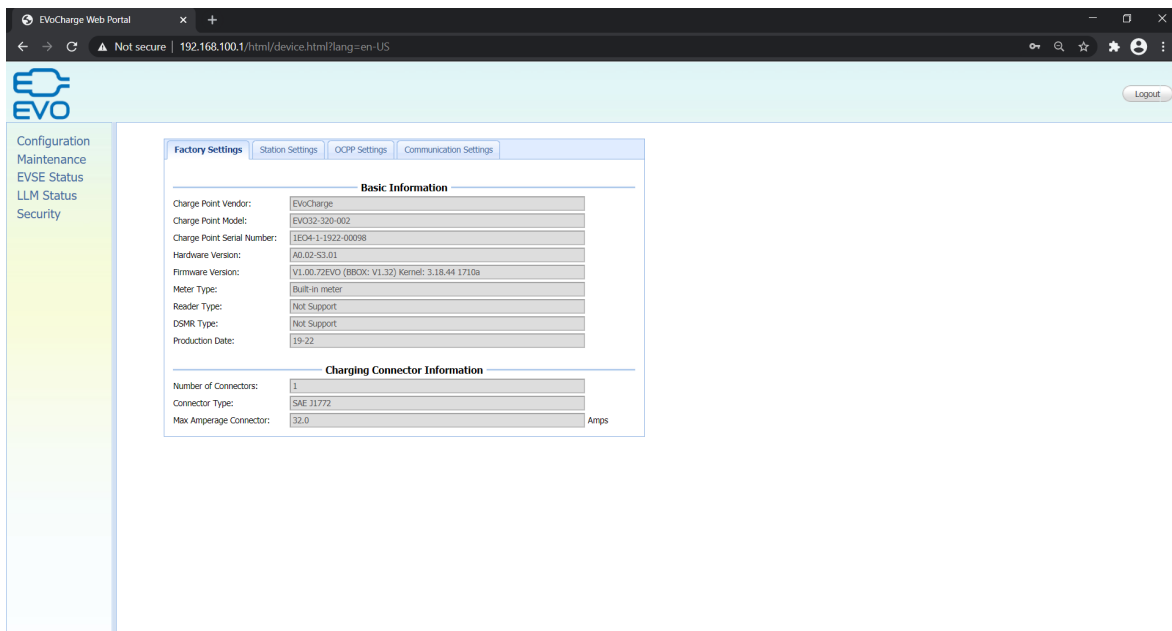 EVoCharge Web Portal
Not secure | 192.168.100.1/html/device.html?lang=en-US
EVO
Logout
Configuration
Maintenance
EVSE Status
LLM Status
Security
Factory Settings Station Settings OCPP Settings Communication Settings
Basic Information
Charge Point Vendor: EVoCharge
Charge Point Model: EVO32-320-002
Charge Point Serial Number: 1EO4-1-1922-00098
Hardware Version: A0.02-S3.01
Firmware Version: V1.00.72EVO (BBOX: V1.32) Kernel: 3.18.44 1710a
Meter Type: Built-in meter
Reader Type: Not Support
DSMR Type: Not Support
Production Date: 19-22
Charging Connector Information
Number of Connectors: 1
Connector Type: SAE J1772
Max Amperage Connector: 32.0 Amps